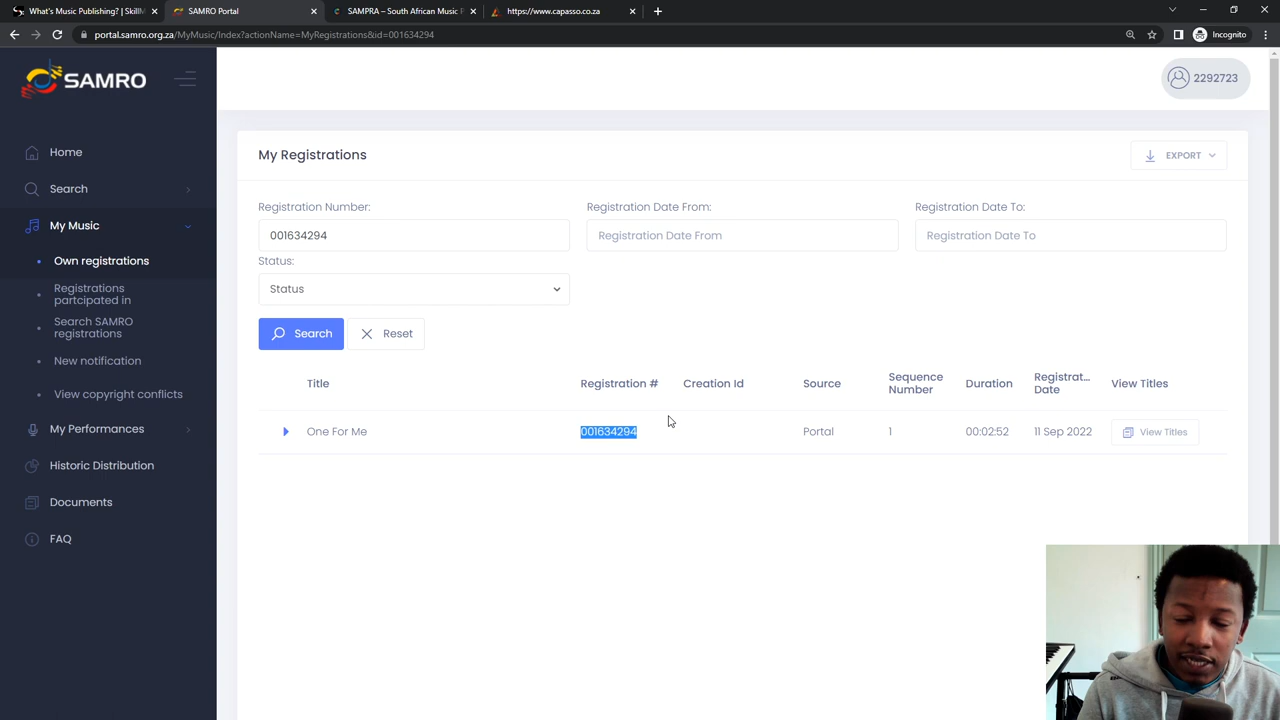 What's Music Publishing? | SkillM
SAMRO Portal
SAMPRA – South African Music P
https://www.capasso.co.za
portal.samro.org.za/MyMusic/Index?actionName=MyRegistrations&id=001634294
Incognito
SAMRO
2292723
Home
Search
My Music
Own registrations
Registrations
partcipated in
Search SAMRO
registrations
New notification
View copyright conflicts
My Performances
Historic Distribution
Documents
FAQ
My Registrations
EXPORT
Registration Number:
Registration Date From:
Registration Date To:
001634294
Registration Date From
Registration Date To
Status:
Status
Search
Reset
Title
Registration #
Creation Id
Source
Sequence
Number
Duration
Registrat...
Date
View Titles
One For Me
001634294
Portal
1
00:02:52
11 Sep 2022
View Titles